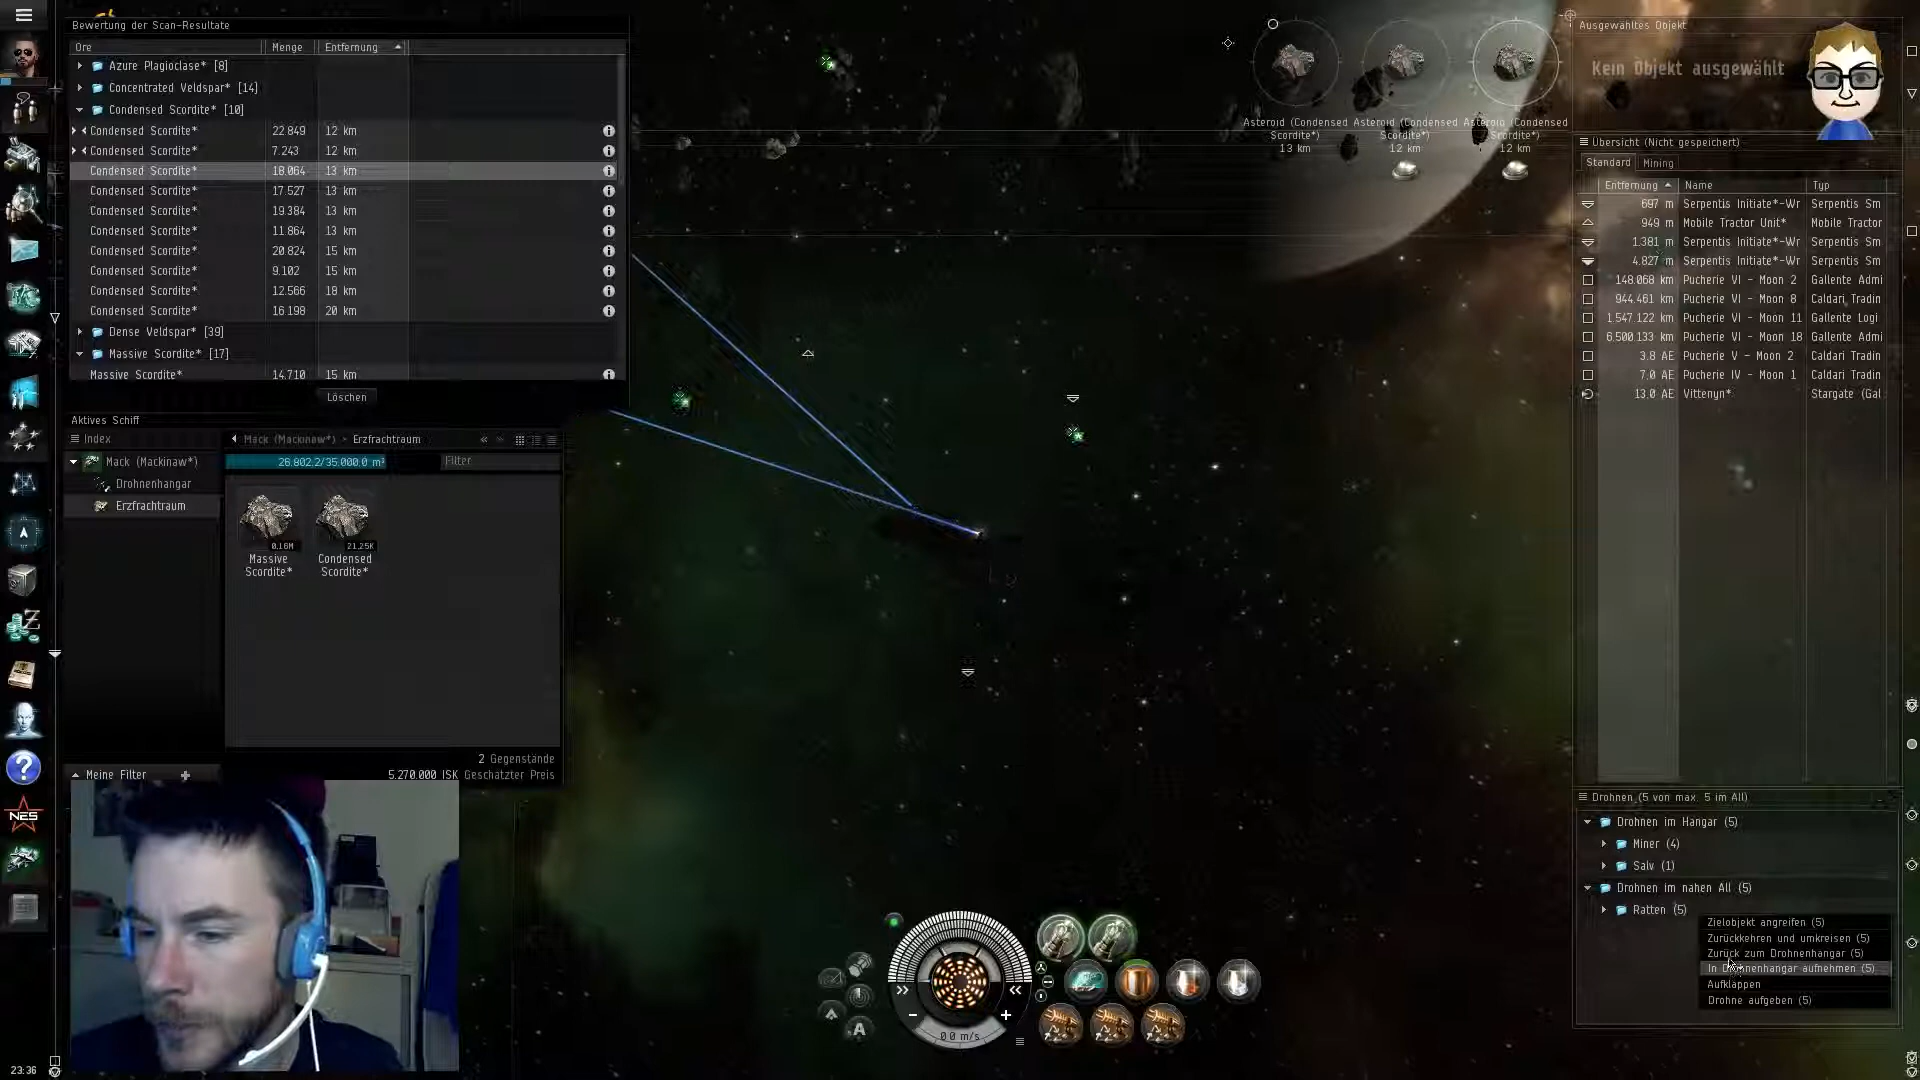 Bewertung der Scan-Resultate
Ore Menge Entfernung
Azure Plagioclase* [8]
Concentrated Veldspar* [14]
Condensed Scordite* [10]
Condensed Scordite* 22.849 12 km
Condensed Scordite* 7.243 12 km
Condensed Scordite* 18.064 13 km
Condensed Scordite* 17.527 13 km
Condensed Scordite* 19.384 13 km
Condensed Scordite* 11.864 13 km
Condensed Scordite* 20.824 15 km
Condensed Scordite* 9.102 15 km
Condensed Scordite* 12.566 18 km
Condensed Scordite* 16.198 20 km
Dense Veldspar* [39]
Massive Scordite* [17]
Massive Scordite* 14.710 15 km
Löschen
Aktives Schiff
Index
Mack (Mackinaw*) > Erzfrachtraum
Mack (Mackinaw*)
26.802,2/35.000,0 m³
Filter
Drohnenhangar
Erzfrachtraum
0.16M
21.25K
Massive Scordite*
Condensed Scordite*
2 Gegenstände
Meine Filter
5.270.000 ISK Geschätzter Preis
NES
23:36
Asteroid (Condensed Scordite*)
13 km
Asteroid (Condensed Scordite*)
12 km
Asteroid (Condensed Scordite*)
12 km
Ausgewähltes Objekt
Kein Objekt ausgewählt
Übersicht (Nicht gespeichert)
Standard Mining
Entfernung Name Typ
697 m Serpentis Initiate*-Wr Serpentis Sm
949 m Mobile Tractor Unit* Mobile Tractor
1.381 m Serpentis Initiate*-Wr Serpentis Sm
4.827 m Serpentis Initiate*-Wr Serpentis Sm
148.068 km Pucherie VI - Moon 2 Gallente Admi
944.461 km Pucherie VI - Moon 8 Caldari Tradin
1.547.122 km Pucherie VI - Moon 11 Gallente Logi
6.500.133 km Pucherie VI - Moon 18 Gallente Admi
3,8 AE Pucherie V - Moon 2 Caldari Tradin
7,0 AE Pucherie IV - Moon 1 Caldari Tradin
13,0 AE Vittenyn* Stargate (Gal
Drohnen (5 von max. 5 im All)
Drohnen im Hangar (5)
Miner (4)
Salv (1)
Drohnen im nahen All (5)
Ratten (5)
Zielobjekt angreifen (5)
Zurückkehren und umkreisen (5)
Zurück zum Drohnenhangar (5)
In Drohnenhangar aufnehmen (5)
Aufklappen
Drohne aufgeben (5)
0,0 m/s
A